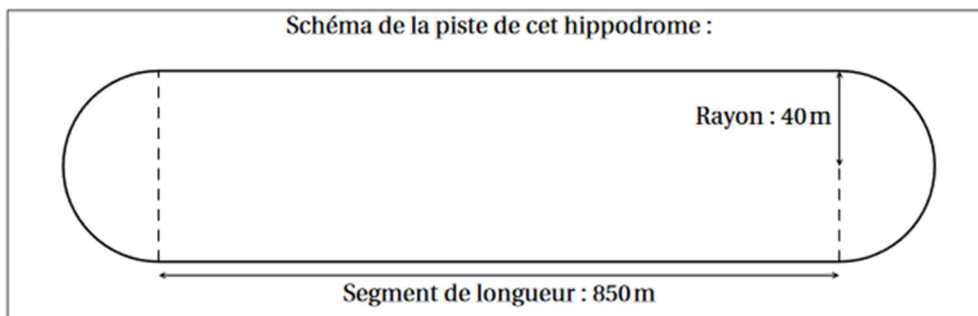 Schéma de la piste de cet hippodrome :
Rayon : 40 m
Segment de longueur : 850 m